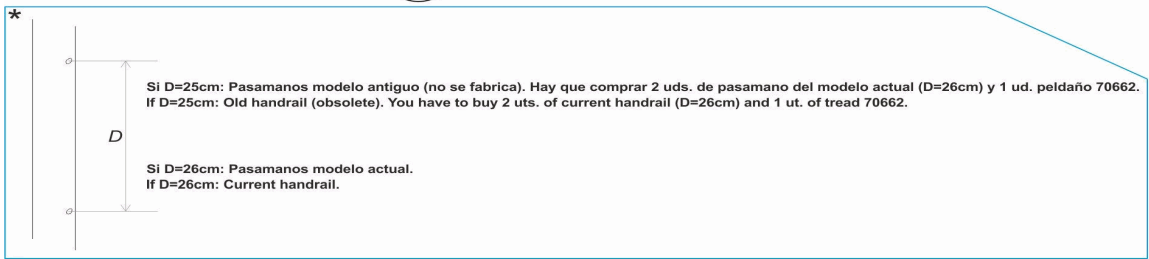 *
Si D=25cm: Pasamanos modelo antiguo (no se fabrica). Hay que comprar 2 uds. de pasamano del modelo actual (D=26cm) y 1 ud. peldaño 70662.
If D=25cm: Old handrail (obsolete). You have to buy 2 uts. of current handrail (D=26cm) and 1 ut. of tread 70662.
D
Si D=26cm: Pasamanos modelo actual.
If D=26cm: Current handrail.